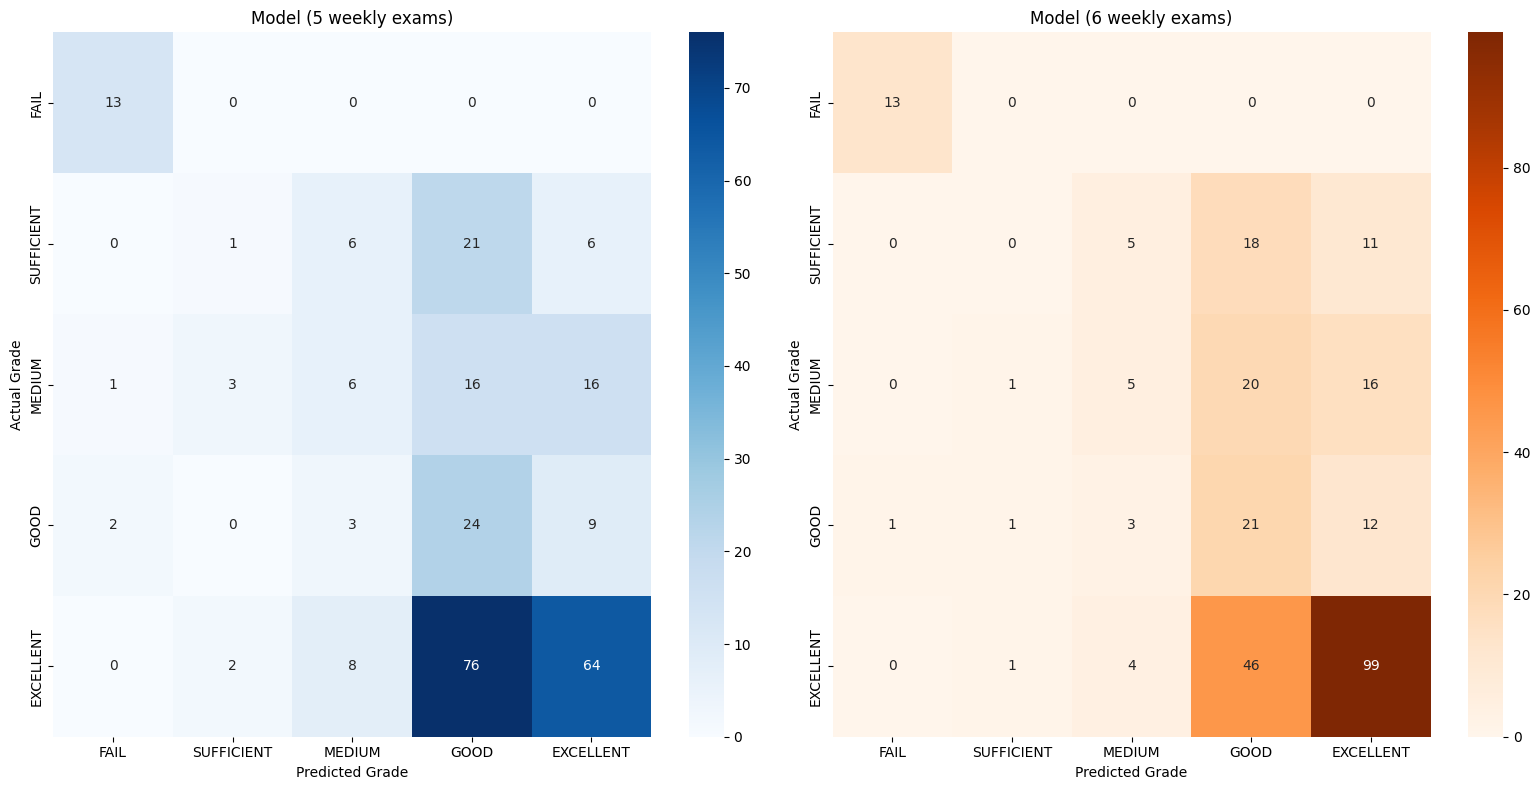 Model (5 weekly exams)
Actual Grade
FAIL 13 0 0 0 0
SUFFICIENT 0 1 6 21 6
MEDIUM 1 3 6 16 16
GOOD 2 0 3 24 9
EXCELLENT 0 2 8 76 64
FAIL SUFFICIENT MEDIUM GOOD EXCELLENT
Predicted Grade
70
60
50
40
30
20
10
0
Model (6 weekly exams)
Actual Grade
FAIL 13 0 0 0 0
SUFFICIENT 0 0 5 18 11
MEDIUM 0 1 5 20 16
GOOD 1 1 3 21 12
EXCELLENT 0 1 4 46 99
FAIL SUFFICIENT MEDIUM GOOD EXCELLENT
Predicted Grade
80
60
40
20
0